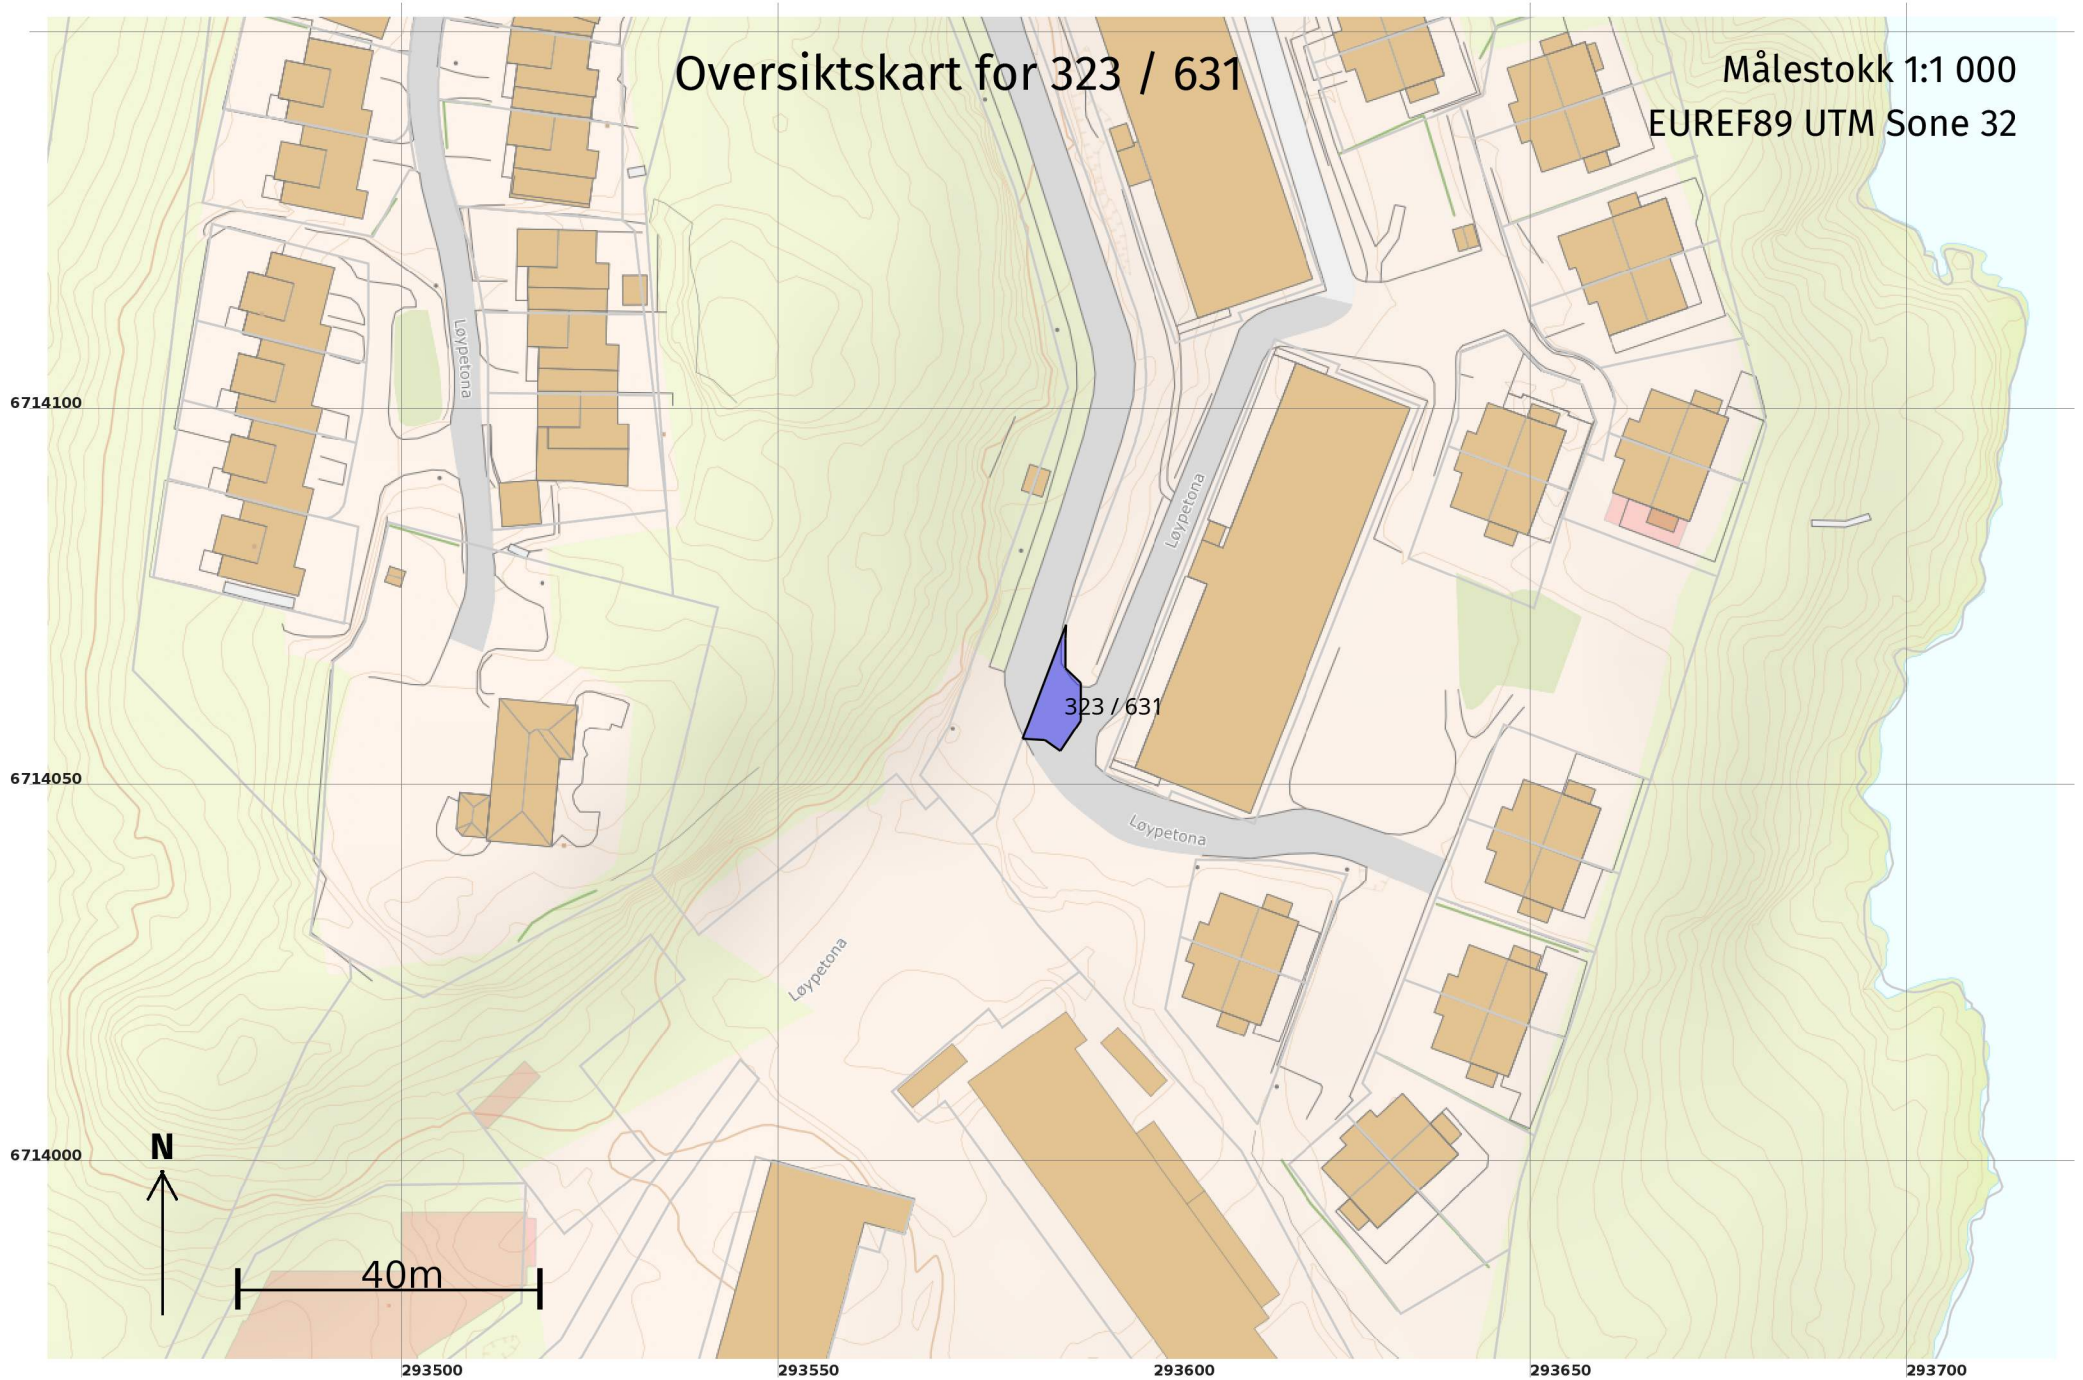 Oversiktskart for 323 / 631
Målestokk 1:1 000
EUREF89 UTM Sone 32
Løypetona
6714100
Løypetona
323 / 631
6714050
Løypetona
Løypetona
N
6714000
40m
293500
293550
293600
293650
293700